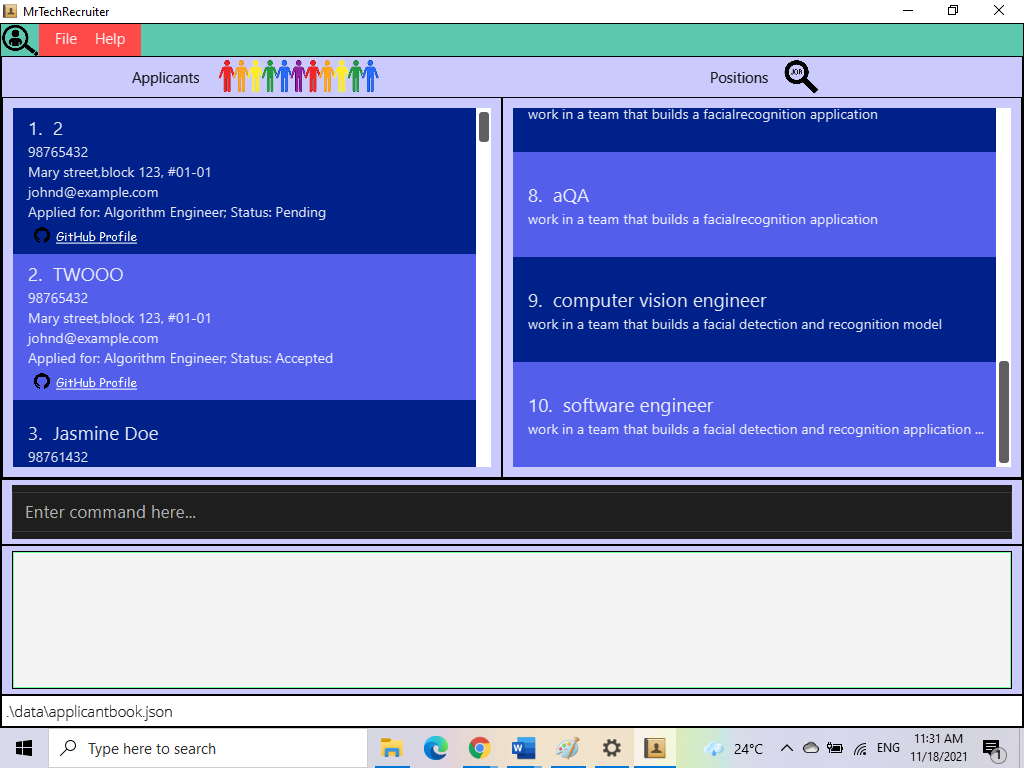 MrTechRecruiter
File Help
Applicants
Positions
JOB
1. 2
98765432
Mary street,block 123, #01-01
johnd@example.com
Applied for: Algorithm Engineer; Status: Pending
GitHub Profile
2. TWOOO
98765432
Mary street,block 123, #01-01
johnd@example.com
Applied for: Algorithm Engineer; Status: Accepted
GitHub Profile
3. Jasmine Doe
98761432
work in a team that builds a facialrecognition application
8. aQA
work in a team that builds a facialrecognition application
9. computer vision engineer
work in a team that builds a facial detection and recognition model
10. software engineer
work in a team that builds a facial detection and recognition application ...
Enter command here...
.\data\applicantbook.json
Type here to search
24°C
ENG
11:31 AM
11/18/2021
1